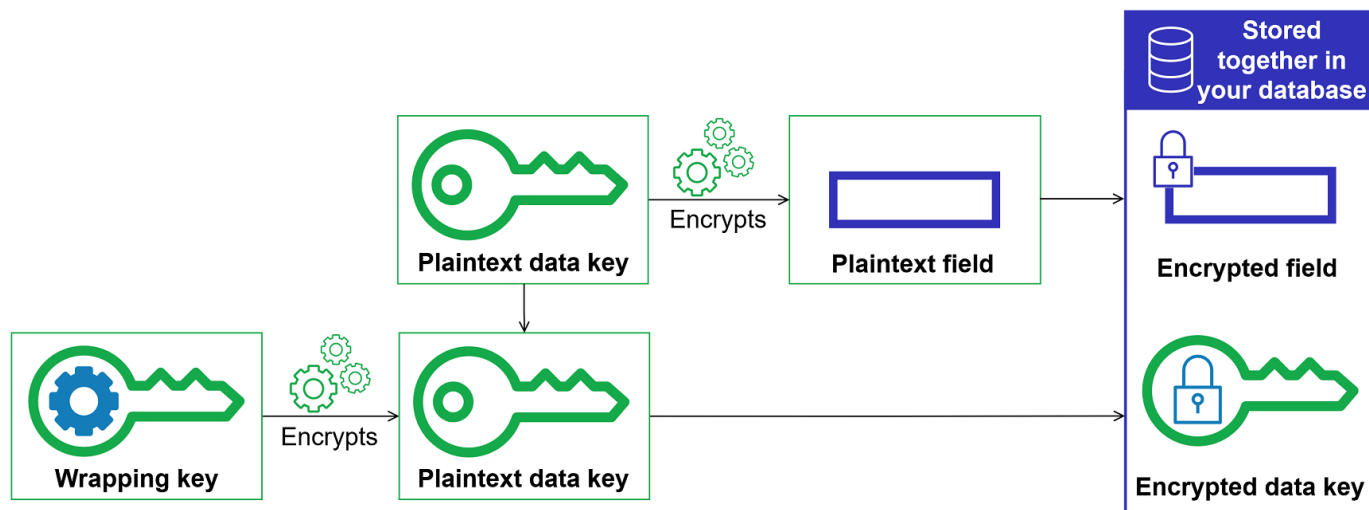 Stored
together in
your database
Plaintext data key
Encrypts
Plaintext field
Encrypted field
Wrapping key
Encrypts
Plaintext data key
Encrypted data key